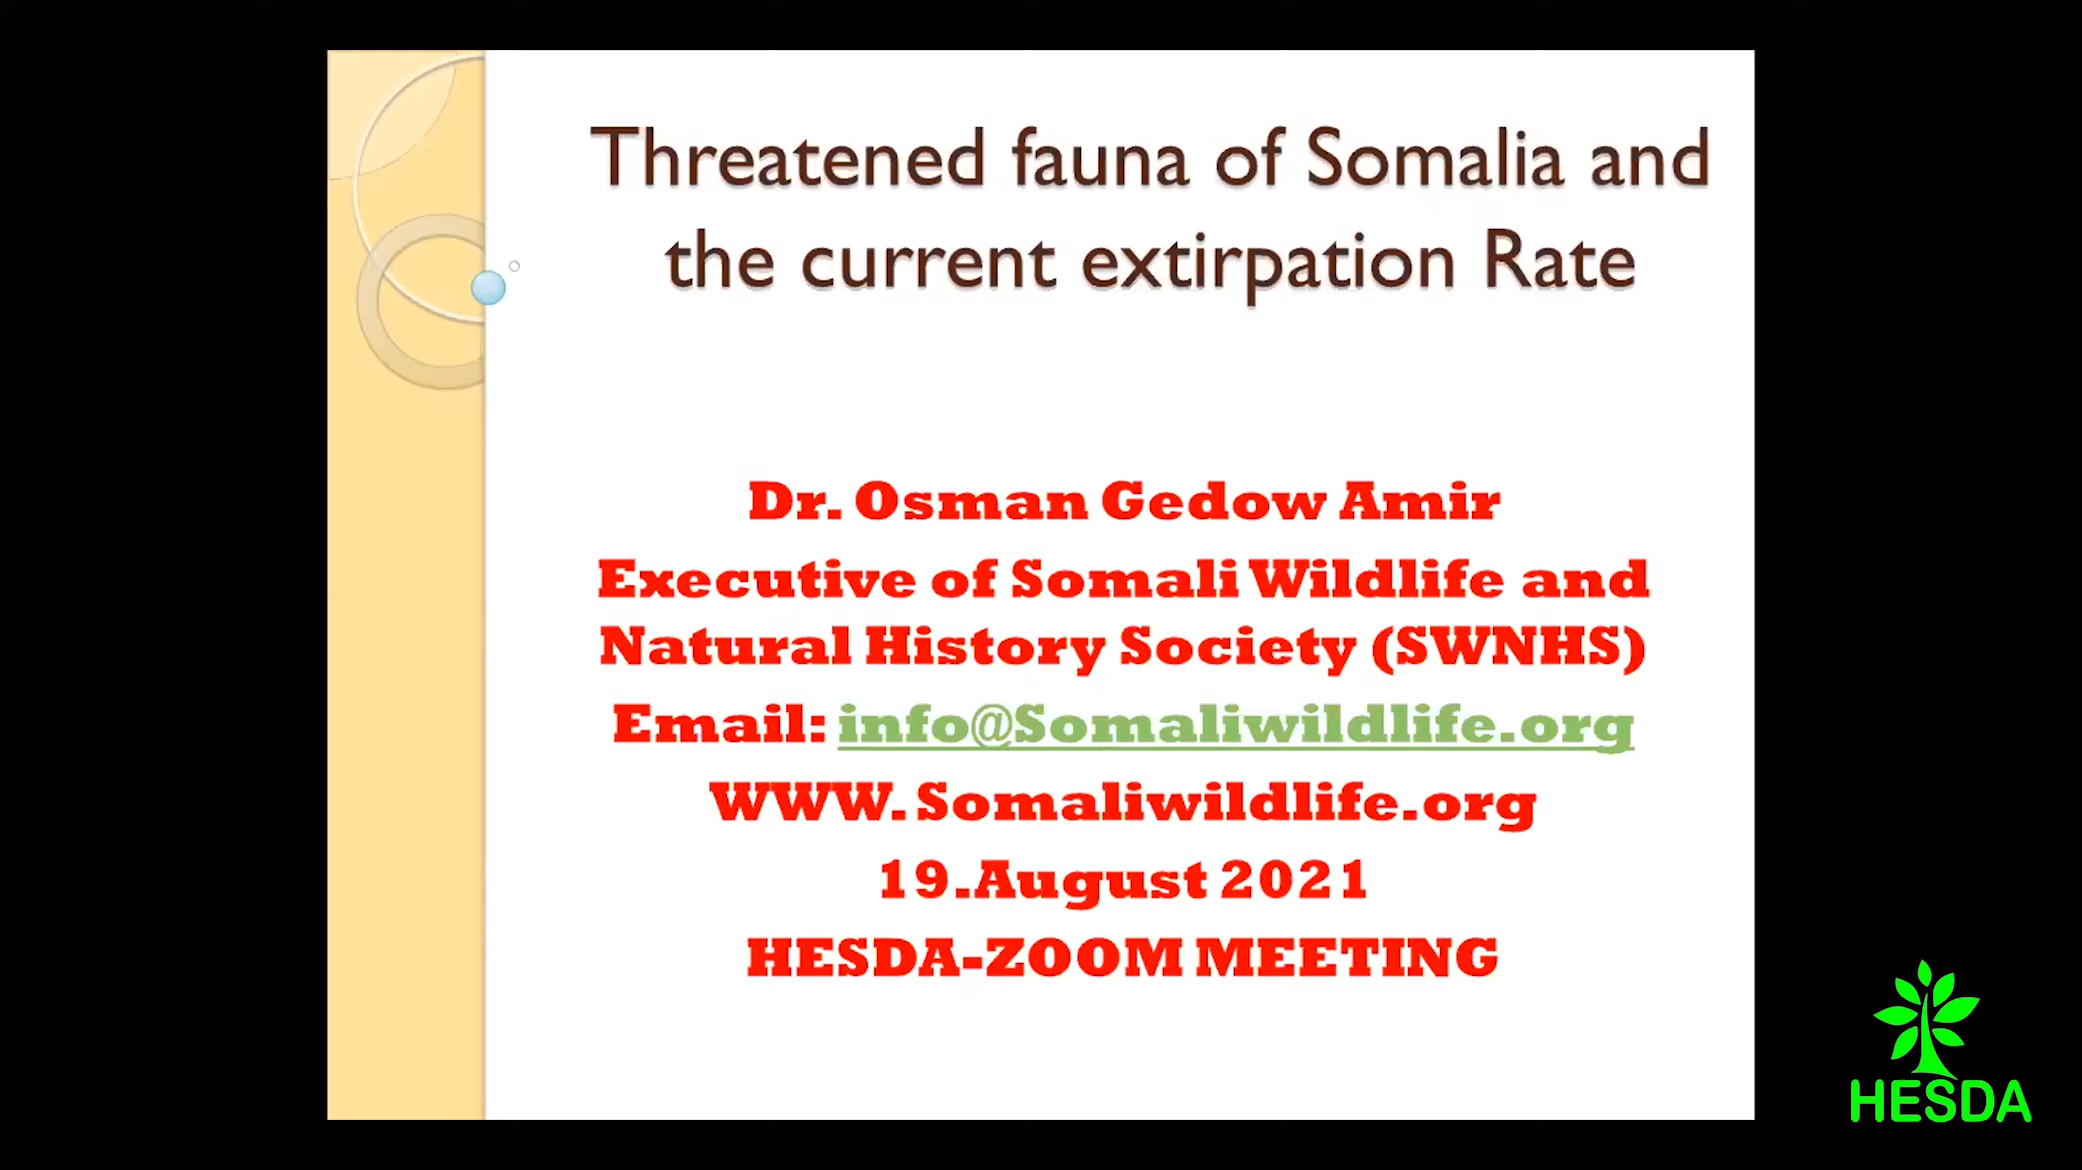 Threatened fauna of Somalia and
the current extirpation Rate
Dr. Osman Gedow Amir
Executive of Somali Wildlife and
Natural History Society (SWNHS)
Email: info@Somaliwildlife.org
WWW.Somaliwildlife.org
19.August 2021
HESDA-ZOOM MEETING
HESDA